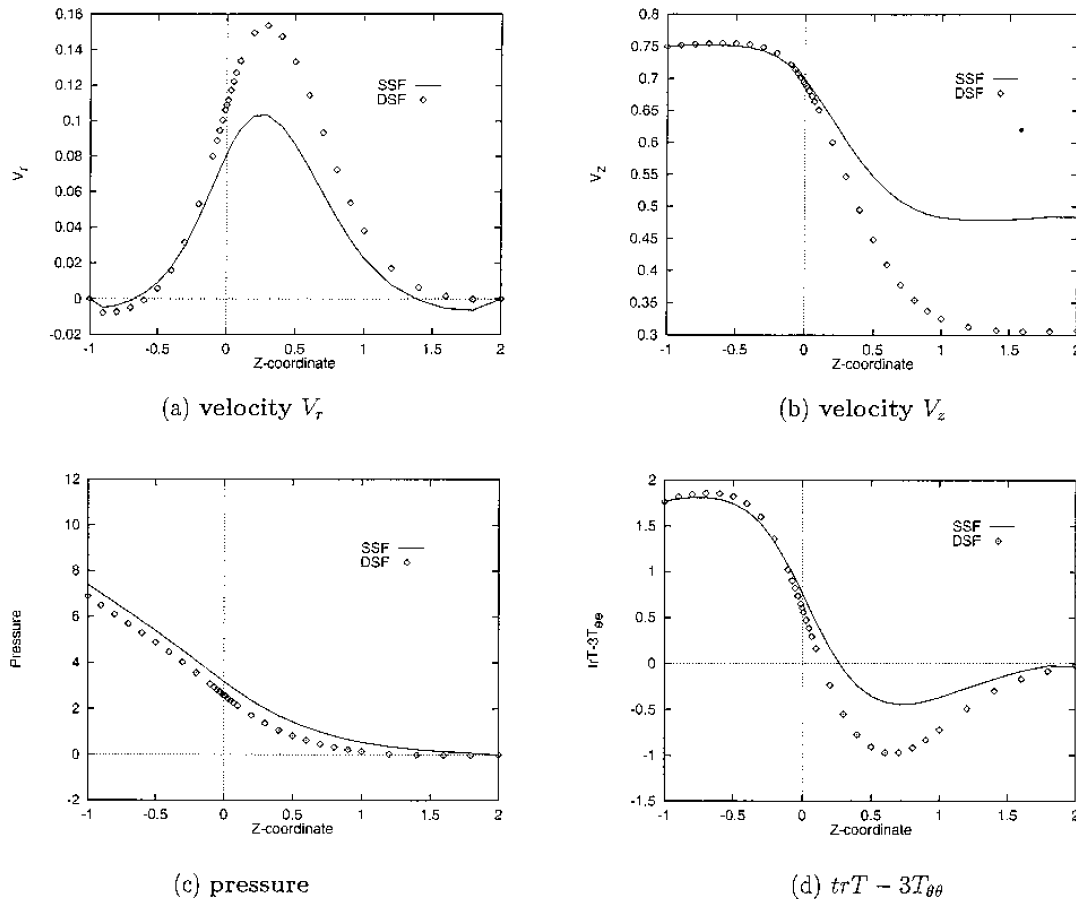 0.16
0.14
0.12
0.1
0.08
0.06
0.04
0.02
0
-0.02
V_r
SSF
DSF
-1 -0.5 0 0.5 1 1.5 2
Z-coordinate
(a) velocity V_r
0.8
0.75
0.7
0.65
0.6
0.55
0.5
0.45
0.4
0.35
0.3
V_z
SSF
DSF
-1 -0.5 0 0.5 1 1.5 2
Z-coordinate
(b) velocity V_z
12
10
8
6
4
2
0
-2
Pressure
SSF
DSF
-1 -0.5 0 0.5 1 1.5 2
Z-coordinate
(c) pressure
2
1.5
1
0.5
0
-0.5
-1
-1.5
trT-3T_θθ
SSF
DSF
-1 -0.5 0 0.5 1 1.5 2
Z-coordinate
(d) trT − 3T_θθ